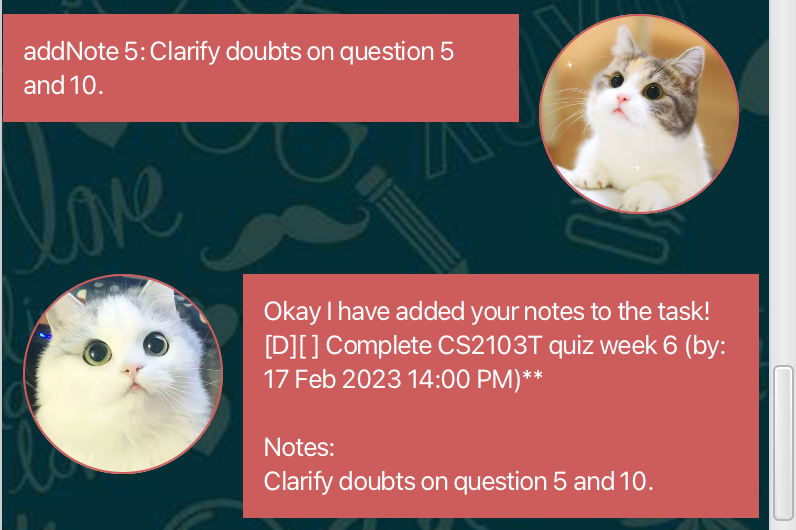 addNote 5: Clarify doubts on question 5
and 10.
love
Okay I have added your notes to the task!
[D][ ] Complete CS2103T quiz week 6 (by:
17 Feb 2023 14:00 PM)**
Notes:
Clarify doubts on question 5 and 10.